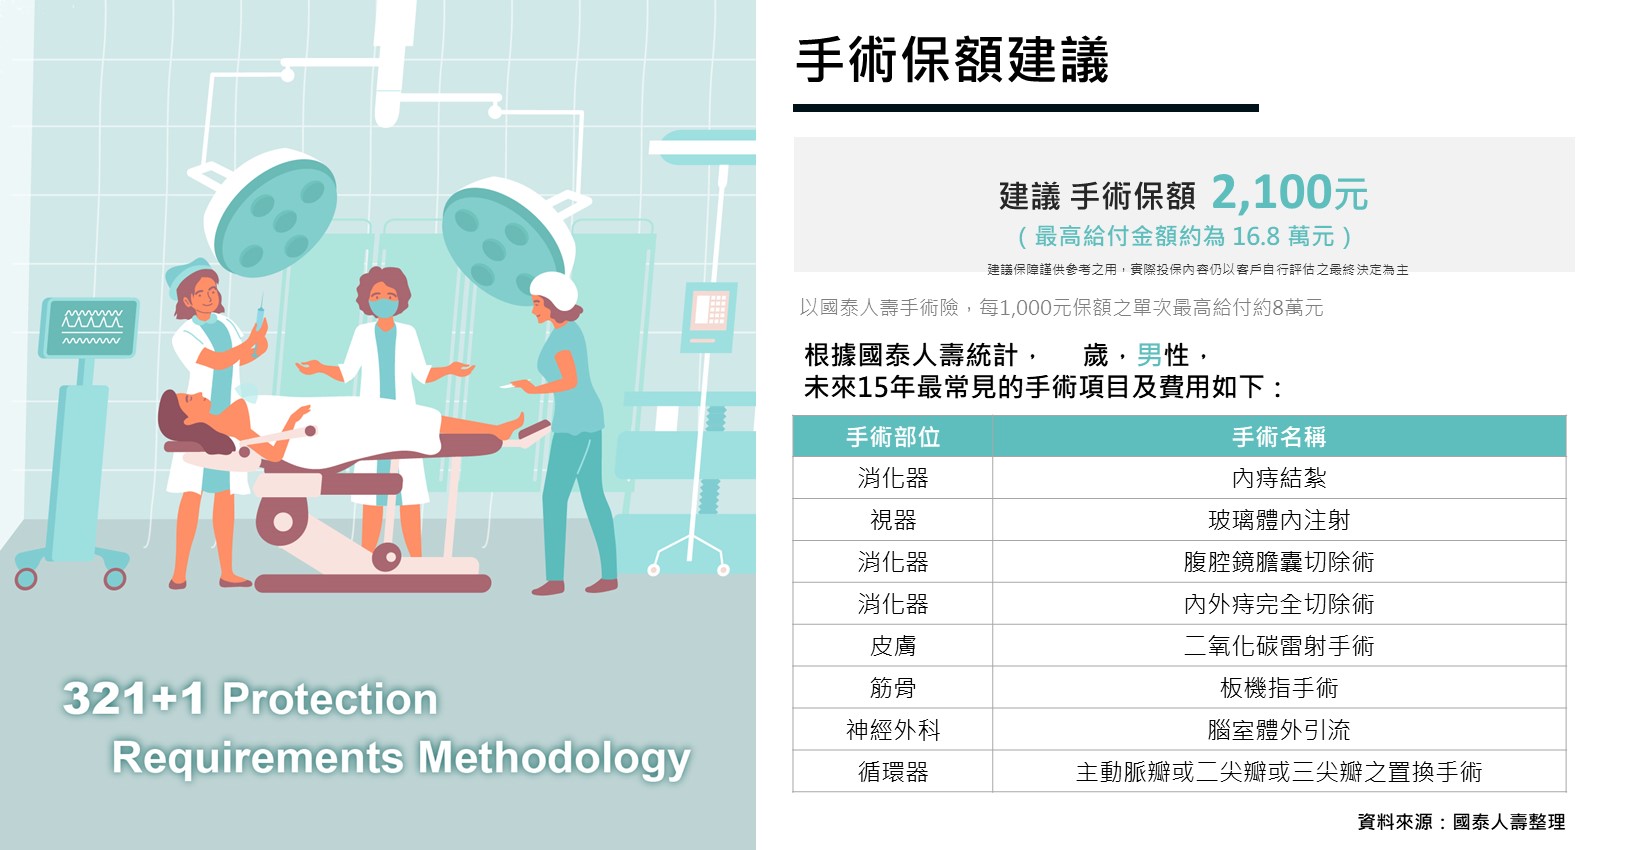 手術保額建議
建議 手術保額 2,100元
（最高給付金額約為 16.8 萬元）
建議保障謹供參考之用，實際投保內容仍以客戶自行評估之最終決定為主
以國泰人壽手術險，每1,000元保額之單次最高給付約8萬元
根據國泰人壽統計， 歲，男性，
未來15年最常見的手術項目及費用如下：
手術部位 手術名稱
消化器 內痔結紮
視器 玻璃體內注射
消化器 腹腔鏡膽囊切除術
消化器 內外痔完全切除術
皮膚 二氧化碳雷射手術
筋骨 板機指手術
神經外科 腦室體外引流
循環器 主動脈瓣或二尖瓣或三尖瓣之置換手術
資料來源：國泰人壽整理
321+1 Protection
Requirements Methodology